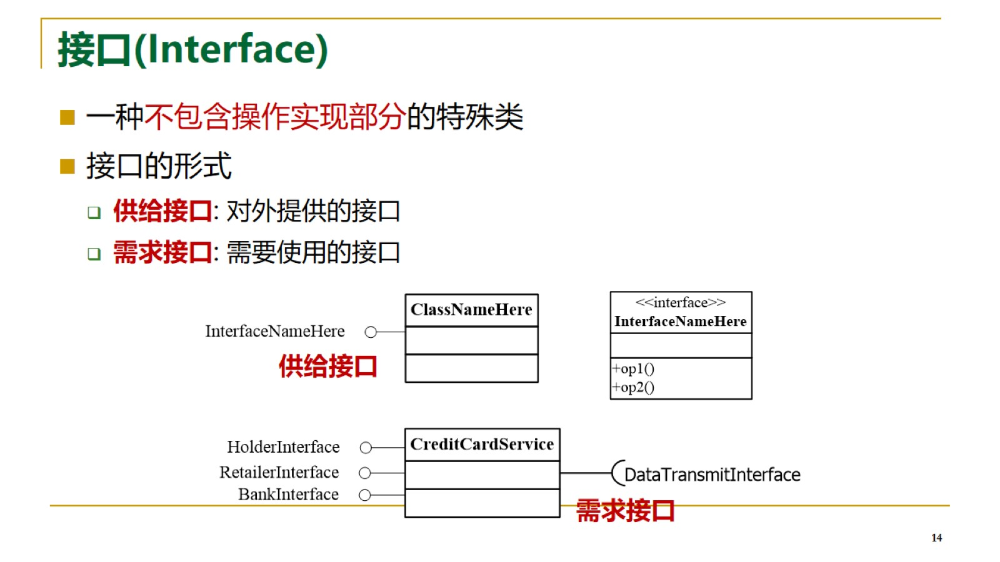 接口(Interface)
一种不包含操作实现部分的特殊类
接口的形式
供给接口: 对外提供的接口
需求接口: 需要使用的接口
InterfaceNameHere
供给接口
ClassNameHere
<<interface>>
InterfaceNameHere
+op1()
+op2()
HolderInterface
RetailerInterface
BankInterface
CreditCardService
DataTransmitInterface
需求接口
14